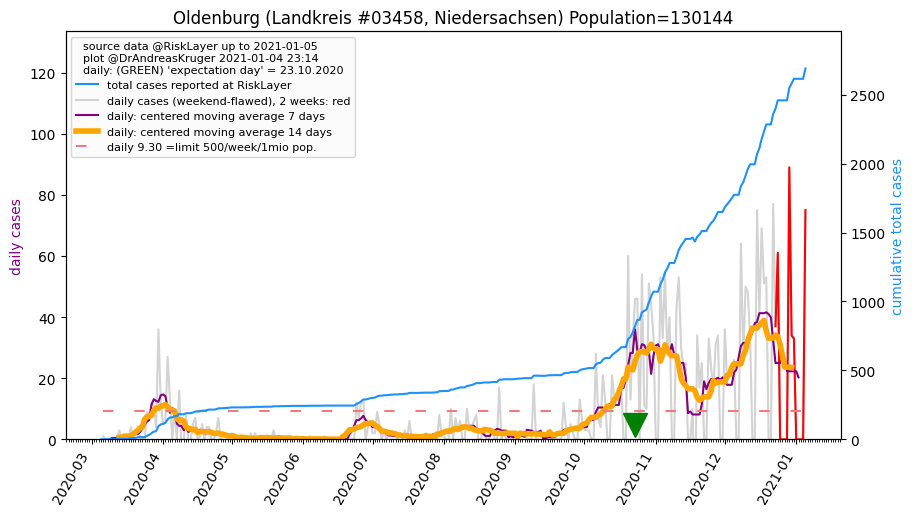 Oldenburg (Landkreis #03458, Niedersachsen) Population=130144
source data @RiskLayer up to 2021-01-05
plot @DrAndreasKruger 2021-01-04 23:14
daily: (GREEN) 'expectation day' = 23.10.2020
total cases reported at RiskLayer
daily cases (weekend-flawed), 2 weeks: red
daily: centered moving average 7 days
daily: centered moving average 14 days
daily 9.30 =limit 500/week/1mio pop.
daily cases
120
100
80
60
40
20
0
cumulative total cases
2500
2000
1500
1000
500
0
2020-03
2020-04
2020-05
2020-06
2020-07
2020-08
2020-09
2020-10
2020-11
2020-12
2021-01